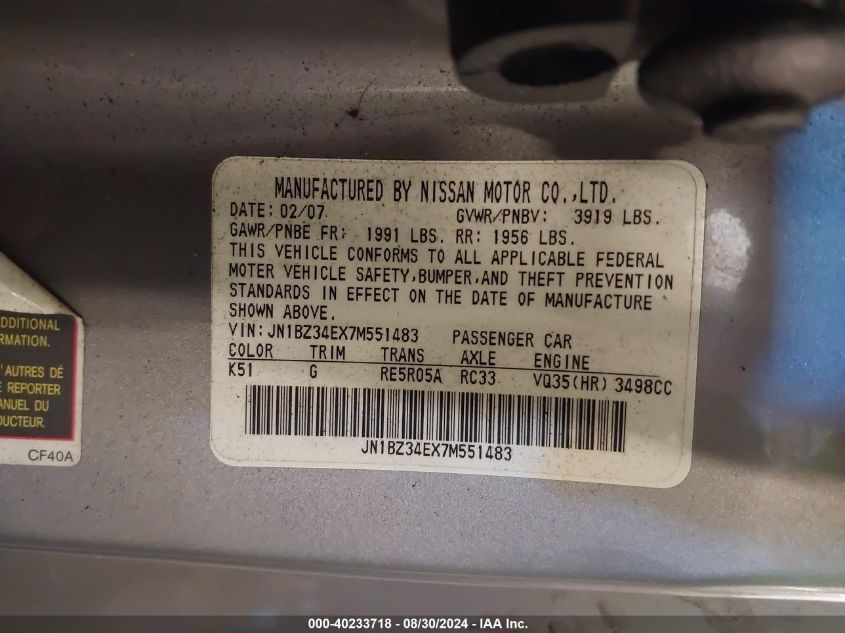 MANUFACTURED BY NISSAN MOTOR CO.,LTD.
DATE: 02/07 GVWR/PNBV: 3919 LBS.
GAWR/PNBE FR: 1991 LBS. RR: 1956 LBS.
THIS VEHICLE CONFORMS TO ALL APPLICABLE FEDERAL
MOTER VEHICLE SAFETY,BUMPER,AND THEFT PREVENTION
STANDARDS IN EFFECT ON THE DATE OF MANUFACTURE
SHOWN ABOVE.
VIN:JN1BZ34EX7M551483 PASSENGER CAR
COLOR TRIM TRANS AXLE ENGINE
K51 G RE5R05A RC33 VQ35(HR) 3498CC
JN1BZ34EX7M551483
DDITIONAL
RMATION.
'AUTRES DÉ
E REPORTER
ANUEL DU
DUCTEUR.
CF40A
000-40233718 - 08/30/2024 - IAA Inc.